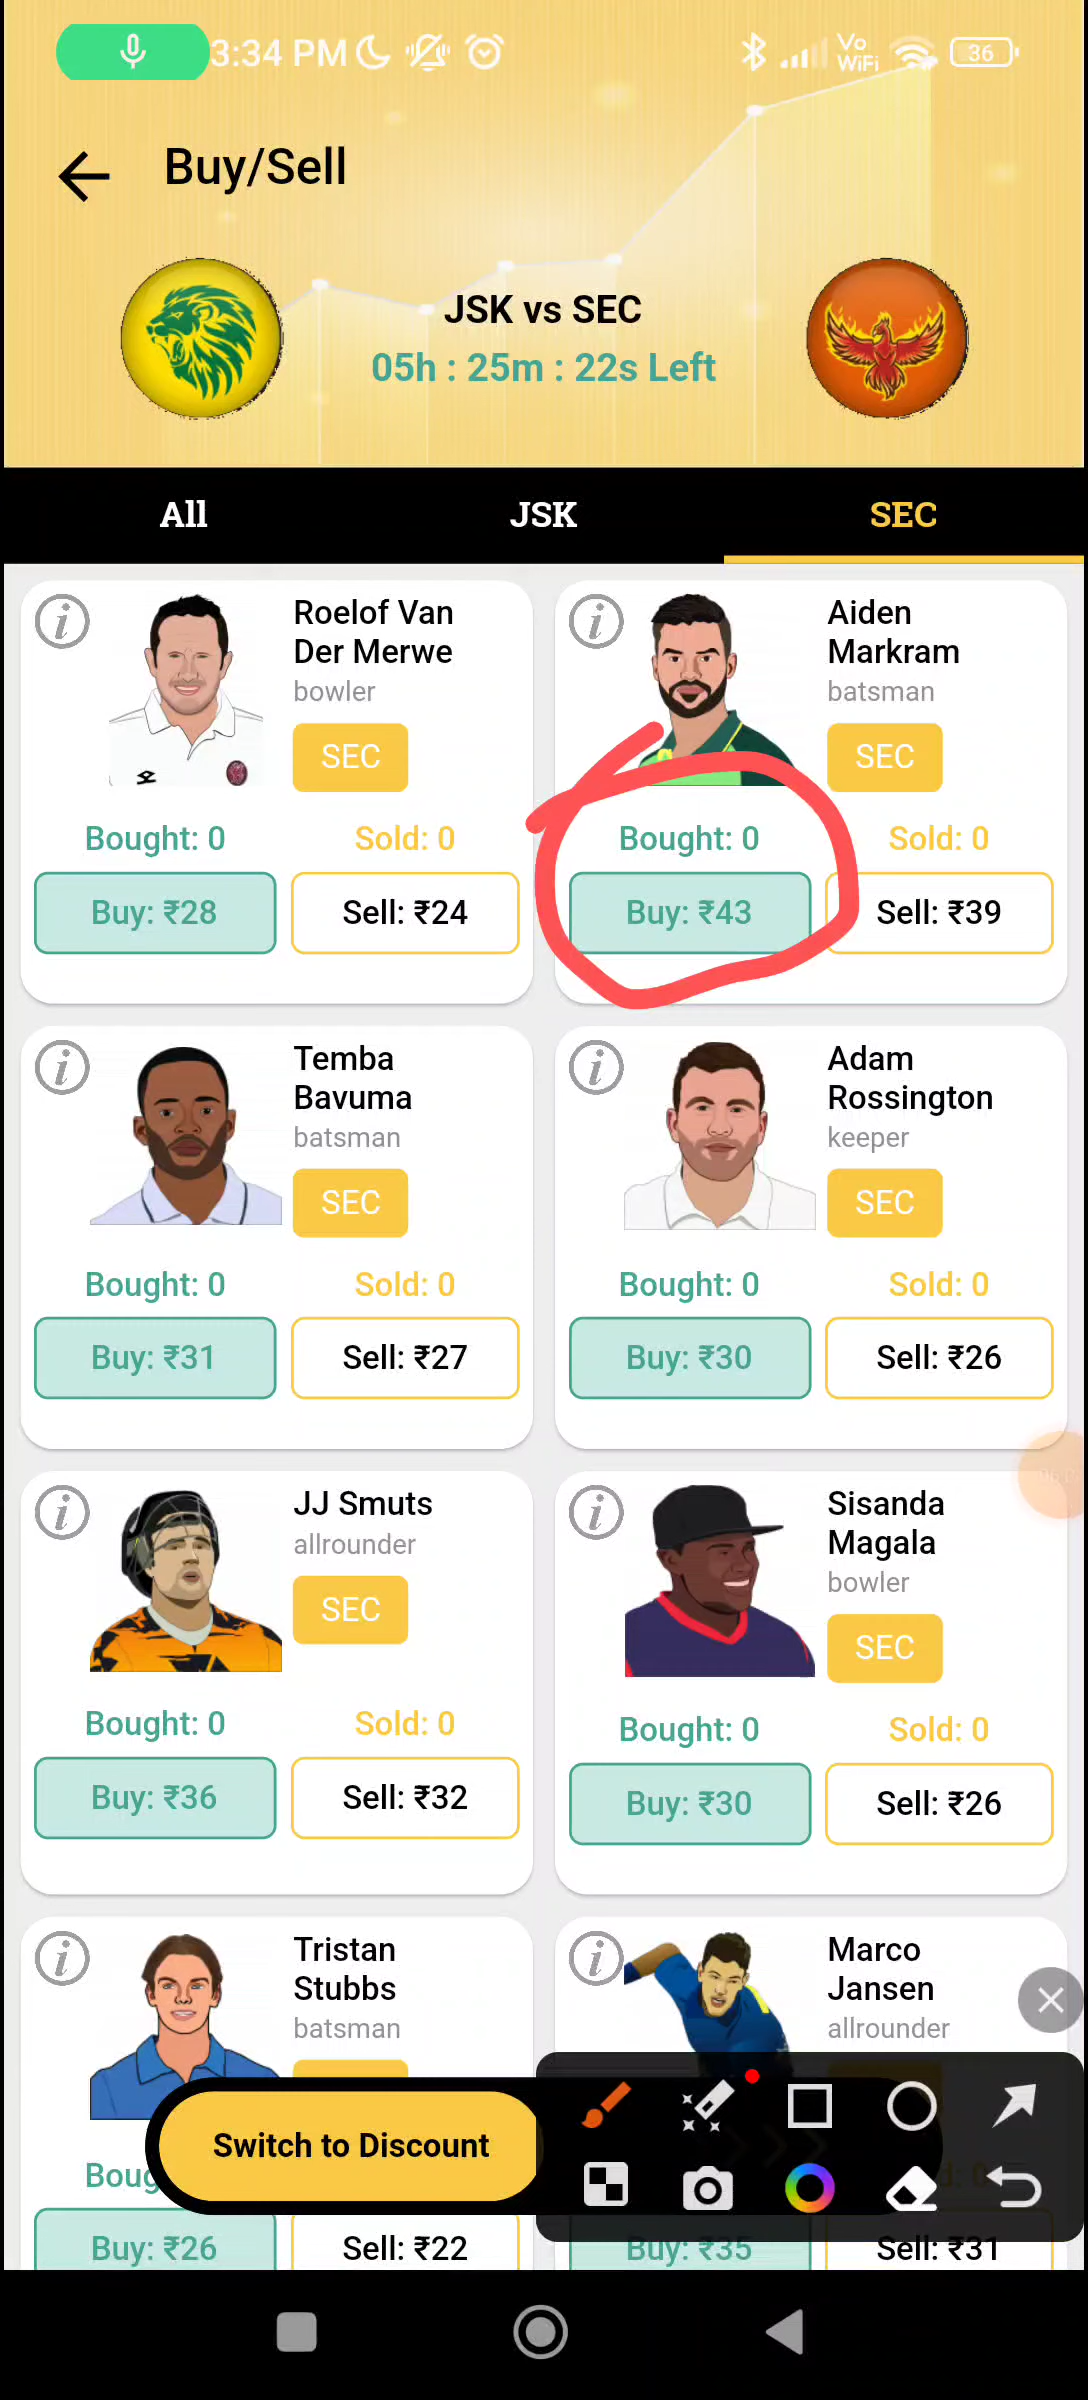 3:34 PM
Vo
WiFi
36
Buy/Sell
JSK vs SEC
05h : 25m : 22s Left
All
JSK
SEC
Roelof Van
Der Merwe
bowler
SEC
Bought: 0
Sold: 0
Buy: ₹28
Sell: ₹24
Aiden
Markram
batsman
SEC
Bought: 0
Sold: 0
Buy: ₹43
Sell: ₹39
Temba
Bavuma
batsman
SEC
Bought: 0
Sold: 0
Buy: ₹31
Sell: ₹27
Adam
Rossington
keeper
SEC
Bought: 0
Sold: 0
Buy: ₹30
Sell: ₹26
JJ Smuts
allrounder
SEC
Bought: 0
Sold: 0
Buy: ₹36
Sell: ₹32
Sisanda
Magala
bowler
SEC
Bought: 0
Sold: 0
Buy: ₹30
Sell: ₹26
Tristan
Stubbs
batsman
Buy: ₹26
Sell: ₹22
Marco
Jansen
allrounder
Buy: ₹35
Sell: ₹31
Switch to Discount